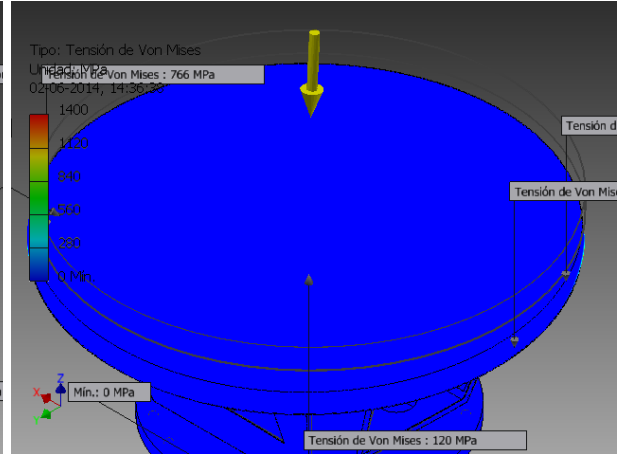 Tipo: Tensión de Von Mises
Unidad: MPa
Tensión de Von Mises : 766 MPa
02-06-2014, 14:36:39
1400
1120
840
560
280
0 Mín.
Tensión d
Tensión de Von Mise
Z
X
Y
Mín.: 0 MPa
Tensión de Von Mises : 120 MPa